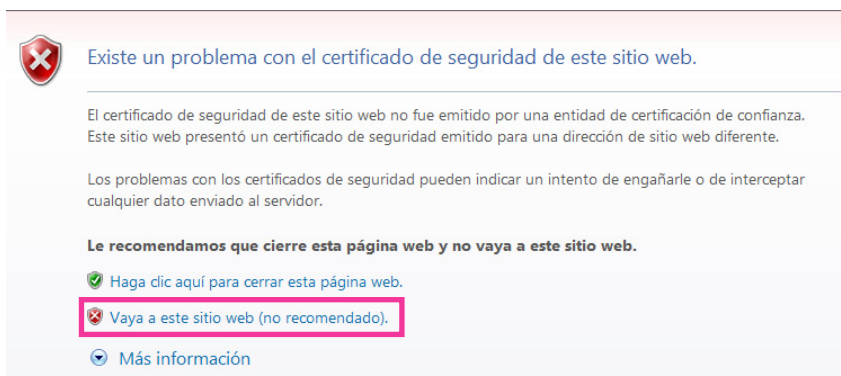 Existe un problema con el certificado de seguridad de este sitio web.
El certificado de seguridad de este sitio web no fue emitido por una entidad de certificación de confianza.
Este sitio web presentó un certificado de seguridad emitido para una dirección de sitio web diferente.
Los problemas con los certificados de seguridad pueden indicar un intento de engañarle o de interceptar
cualquier dato enviado al servidor.
Le recomendamos que cierre esta página web y no vaya a este sitio web.
Haga clic aquí para cerrar esta página web.
Vaya a este sitio web (no recomendado).
Más información